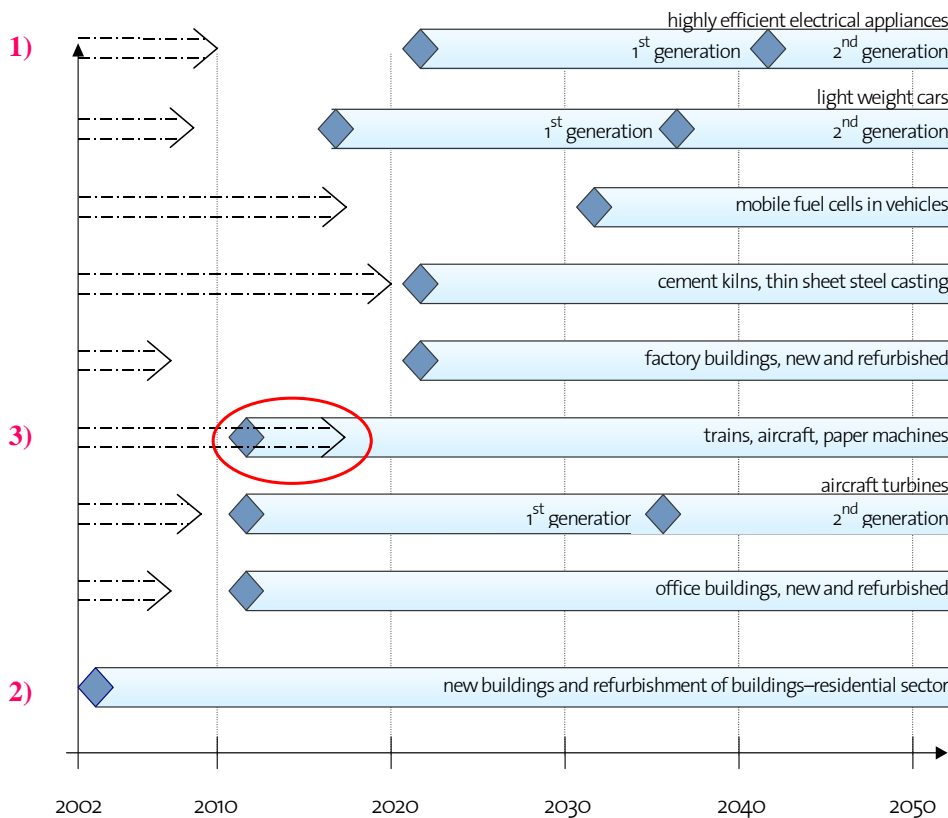 highly efficient electrical appliances
1) 1st generation 2nd generation
light weight cars
1st generation 2nd generation
mobile fuel cells in vehicles
cement kilns, thin sheet steel casting
factory buildings, new and refurbished
3) trains, aircraft, paper machines
aircraft turbines
1st generation 2nd generation
office buildings, new and refurbished
2) new buildings and refurbishment of buildings–residential sector
2002 2010 2020 2030 2040 2050